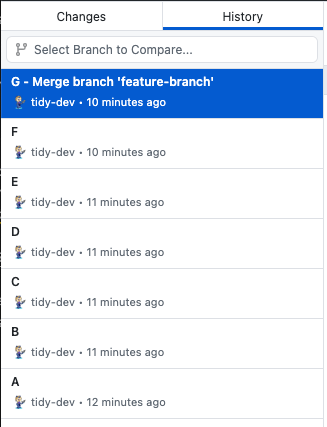 Changes History
Select Branch to Compare...
G - Merge branch 'feature-branch'
tidy-dev • 10 minutes ago
F
tidy-dev • 10 minutes ago
E
tidy-dev • 11 minutes ago
D
tidy-dev • 11 minutes ago
C
tidy-dev • 11 minutes ago
B
tidy-dev • 11 minutes ago
A
tidy-dev • 12 minutes ago